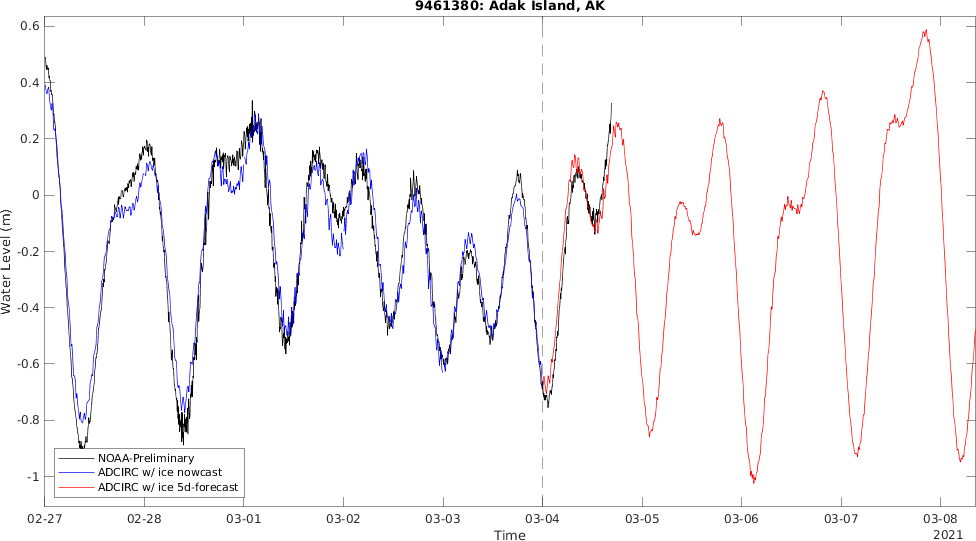 9461380: Adak Island, AK
0.6
0.4
0.2
0
-0.2
-0.4
-0.6
-0.8
-1
Water Level (m)
NOAA-Preliminary
ADCIRC w/ ice nowcast
ADCIRC w/ ice 5d-forecast
02-27 02-28 03-01 03-02 03-03 03-04 03-05 03-06 03-07 03-08
Time
2021